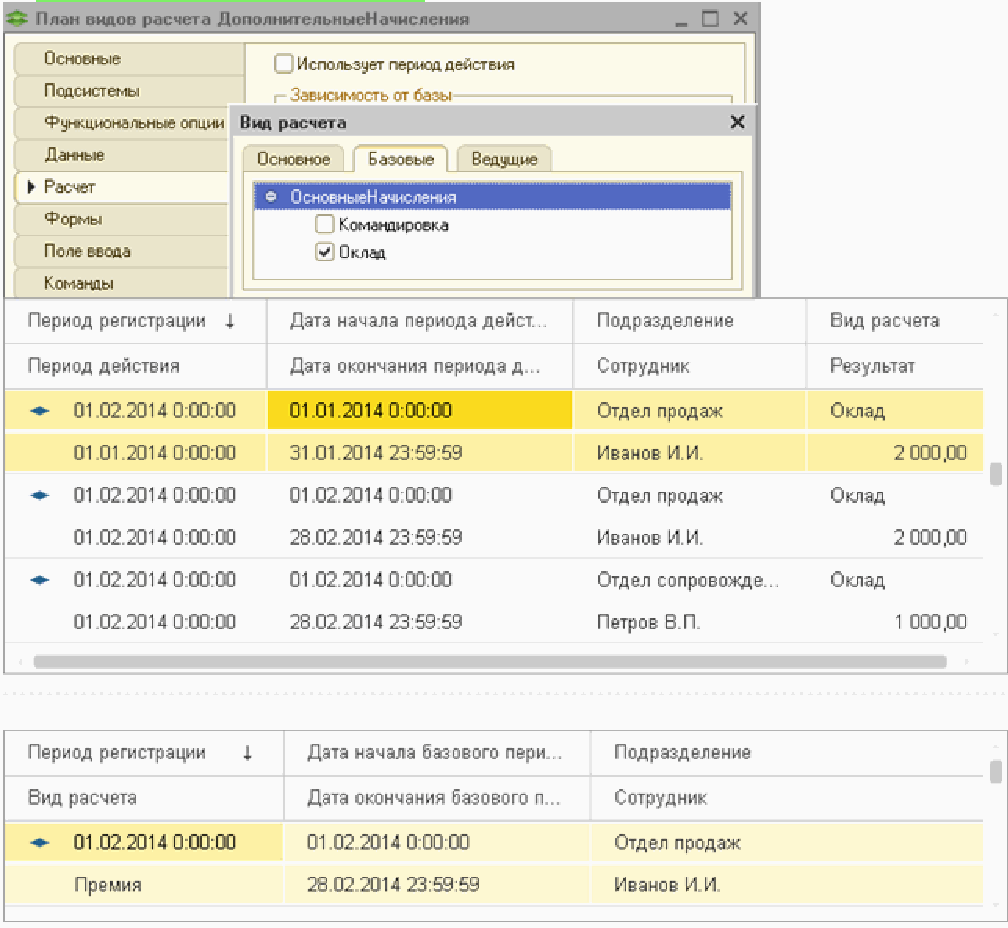 План видов расчета ДополнительныеНачисления
Основные
Использует период действия
Подсистемы
Зависимость от базы
Функциональные опции
Вид расчета
Данные
Основное Базовые Ведущие
Расчет
ОсновныеНачисления
Формы
Командировка
Поле ввода
Оклад
Команды
Период регистрации ↓ Дата начала периода дейст... Подразделение Вид расчета
Период действия Дата окончания периода д... Сотрудник Результат
01.02.2014 0:00:00 01.01.2014 0:00:00 Отдел продаж Оклад
01.01.2014 0:00:00 31.01.2014 23:59:59 Иванов И.И. 2 000,00
01.02.2014 0:00:00 01.02.2014 0:00:00 Отдел продаж Оклад
01.02.2014 0:00:00 28.02.2014 23:59:59 Иванов И.И. 2 000,00
01.02.2014 0:00:00 01.02.2014 0:00:00 Отдел сопровожде... Оклад
01.02.2014 0:00:00 28.02.2014 23:59:59 Петров В.П. 1 000,00
Период регистрации ↓ Дата начала базового пери... Подразделение
Вид расчета Дата окончания базового п... Сотрудник
01.02.2014 0:00:00 01.02.2014 0:00:00 Отдел продаж
Премия 28.02.2014 23:59:59 Иванов И.И.